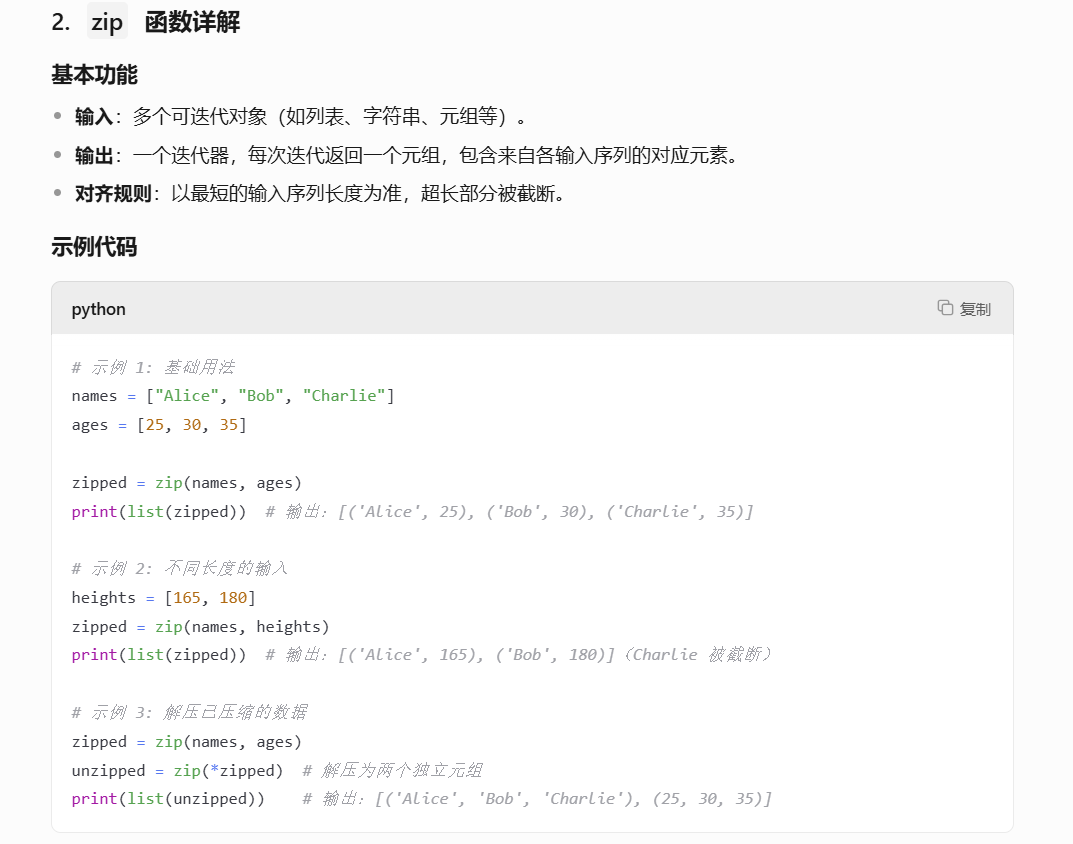 2. zip 函数详解
基本功能
• 输入：多个可迭代对象（如列表、字符串、元组等）。
• 输出：一个迭代器，每次迭代返回一个元组，包含来自各输入序列的对应元素。
• 对齐规则：以最短的输入序列长度为准，超长部分被截断。
示例代码
python 复制
# 示例 1: 基础用法
names = ["Alice", "Bob", "Charlie"]
ages = [25, 30, 35]
zipped = zip(names, ages)
print(list(zipped))  # 输出: [('Alice', 25), ('Bob', 30), ('Charlie', 35)]
# 示例 2: 不同长度的输入
heights = [165, 180]
zipped = zip(names, heights)
print(list(zipped))  # 输出: [('Alice', 165), ('Bob', 180)]（Charlie 被截断）
# 示例 3: 解压已压缩的数据
zipped = zip(names, ages)
unzipped = zip(*zipped)  # 解压为两个独立元组
print(list(unzipped))    # 输出: [('Alice', 'Bob', 'Charlie'), (25, 30, 35)]